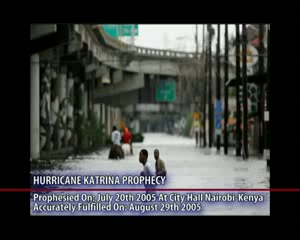 HURRICANE KATRINA PROPHECY
Prophesied On: July 20th 2005 At City Hall Nairobi-Kenya
Accurately Fulfilled On: August 29th 2005